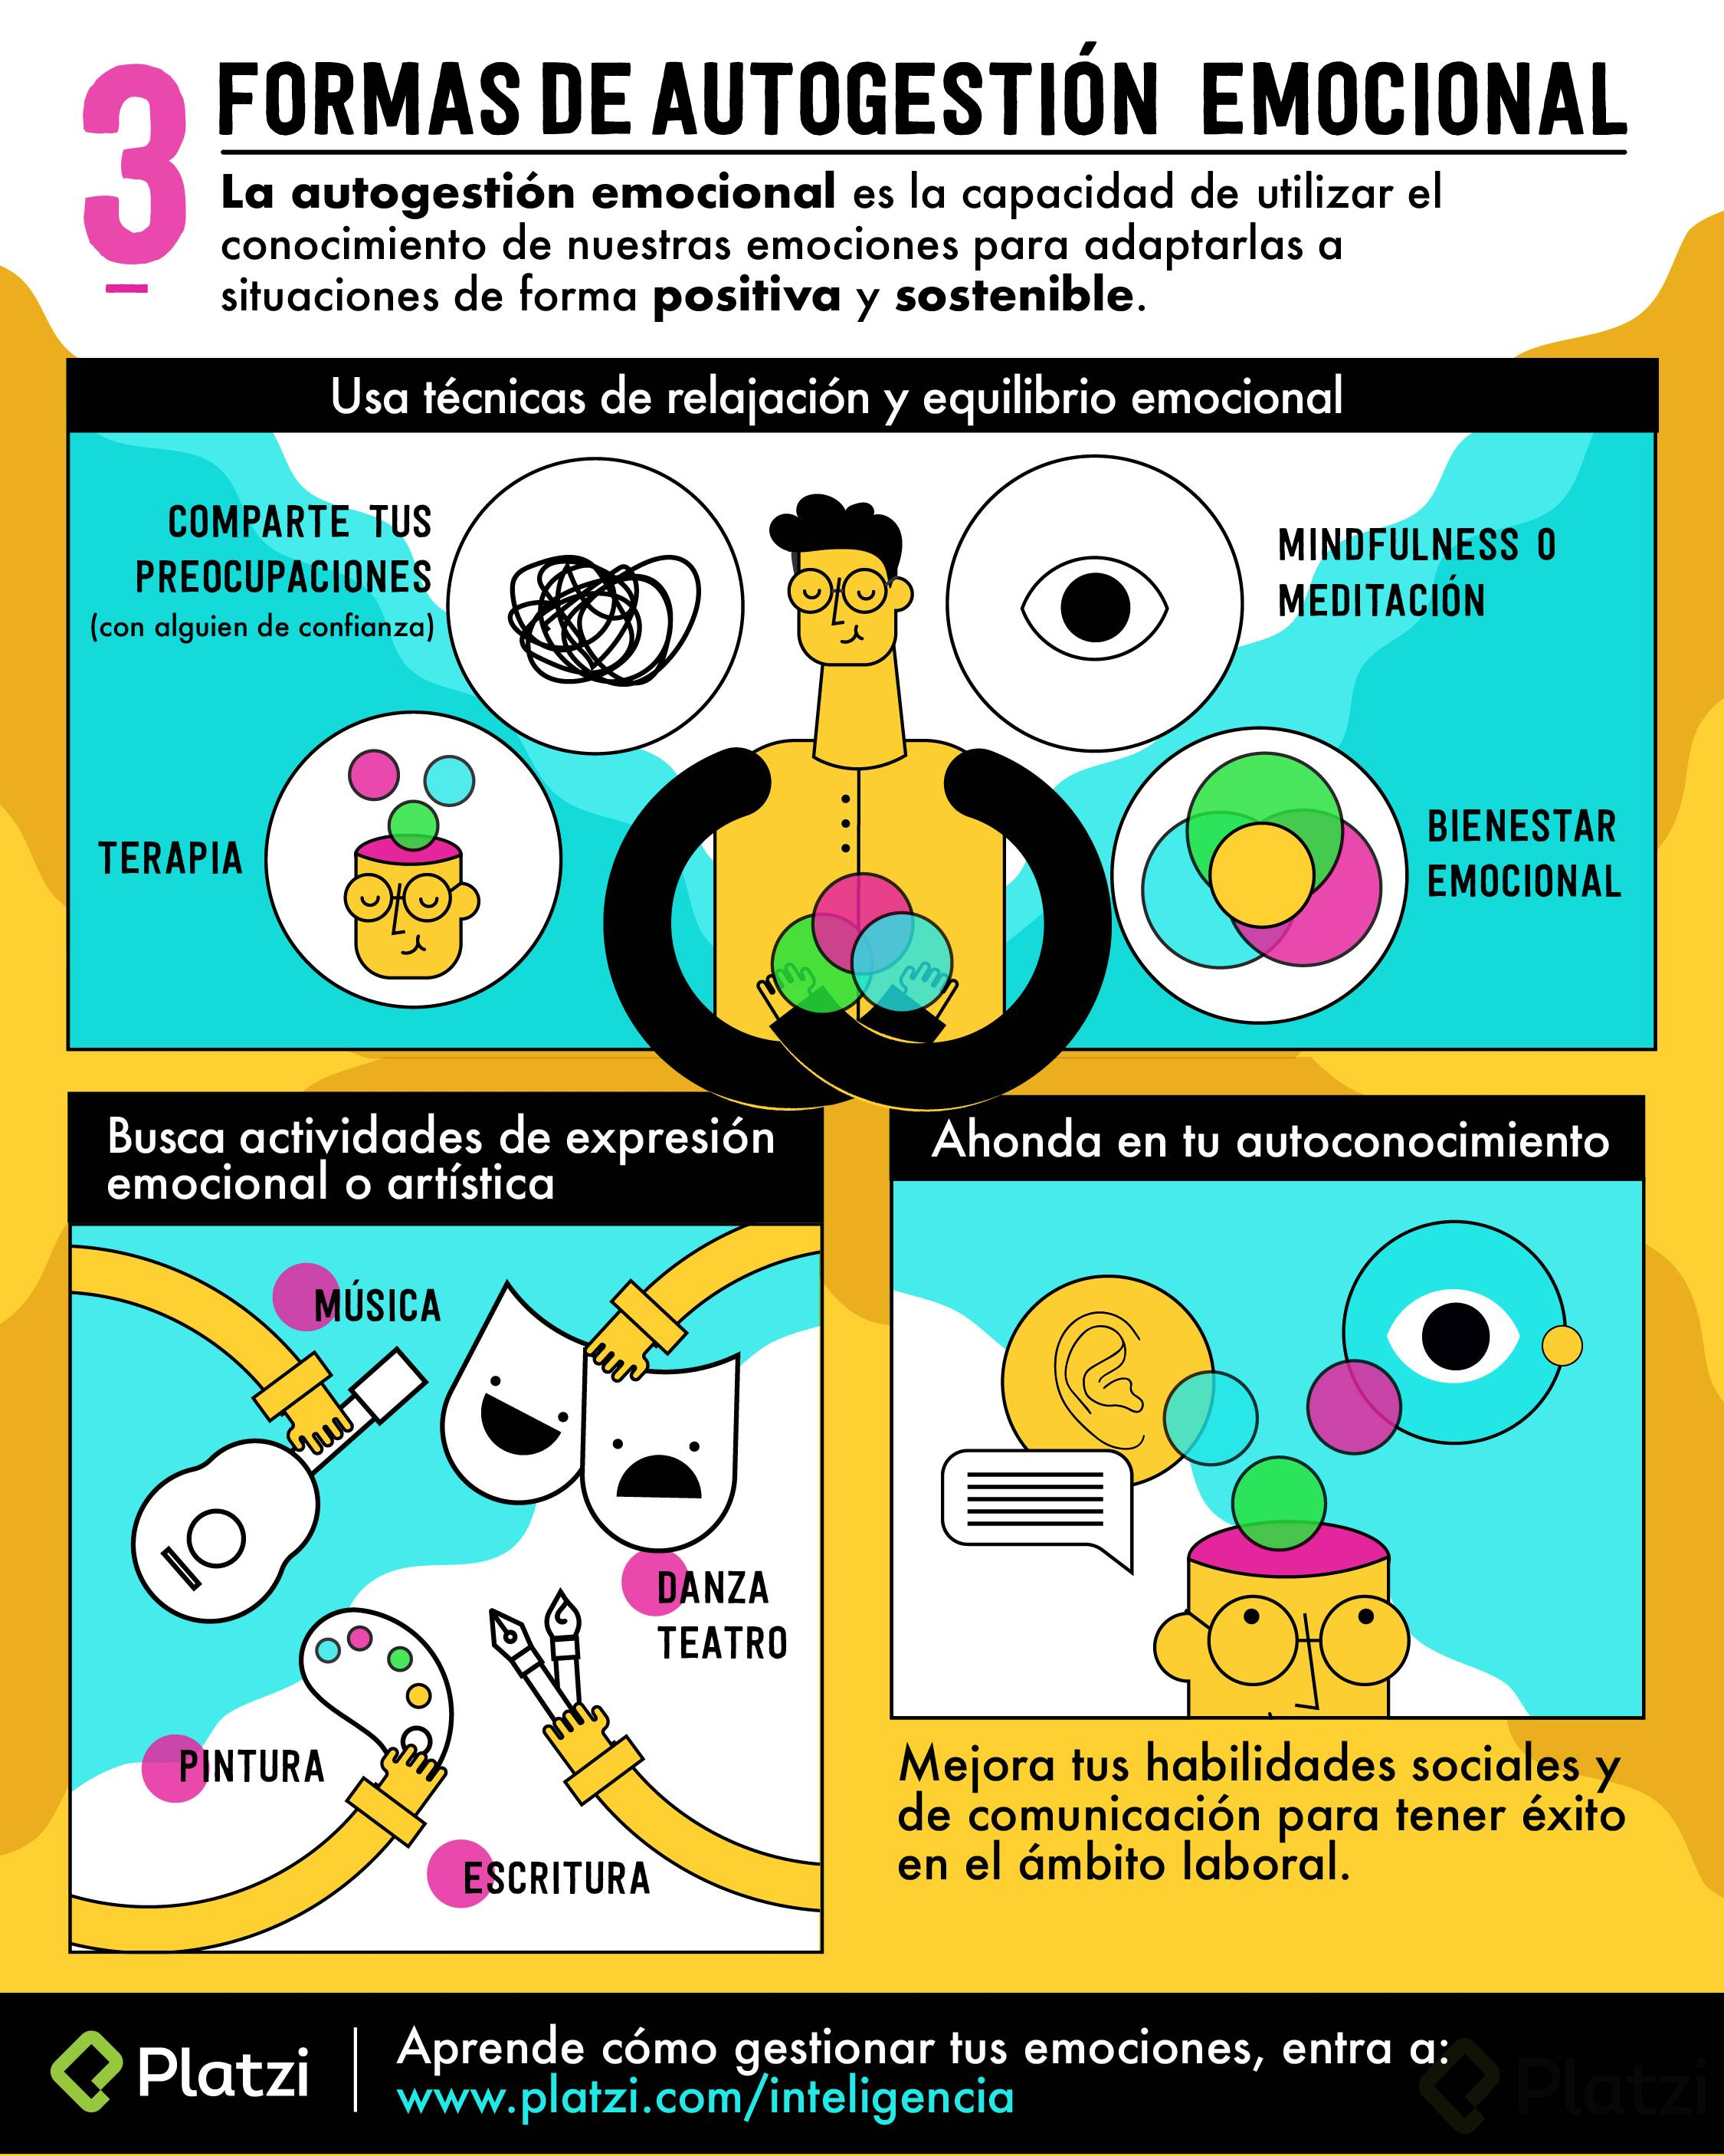 3 FORMAS DE AUTOGESTIÓN EMOCIONAL
La autogestión emocional es la capacidad de utilizar el
conocimiento de nuestras emociones para adaptarlas a
situaciones de forma positiva y sostenible.
Usa técnicas de relajación y equilibrio emocional
COMPARTE TUS
PREOCUPACIONES
(con alguien de confianza)
MINDFULNESS O
MEDITACIÓN
TERAPIA
BIENESTAR
EMOCIONAL
Busca actividades de expresión
emocional o artística
MÚSICA
DANZA
TEATRO
PINTURA
ESCRITURA
Ahonda en tu autoconocimiento
Mejora tus habilidades sociales y
de comunicación para tener éxito
en el ámbito laboral.
Platzi
Aprende cómo gestionar tus emociones, entra a:
www.platzi.com/inteligencia
Platzi